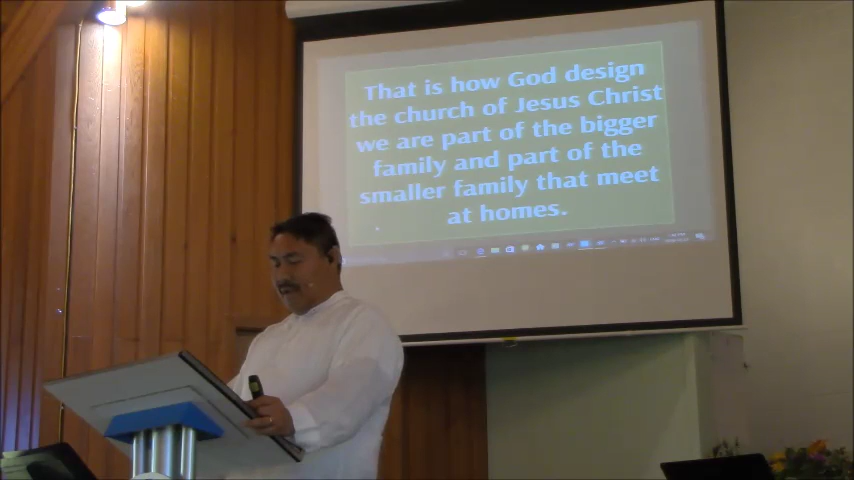 That is how God design
the church of Jesus Christ
we are part of the bigger
family and part of the
smaller family that meet
at homes.